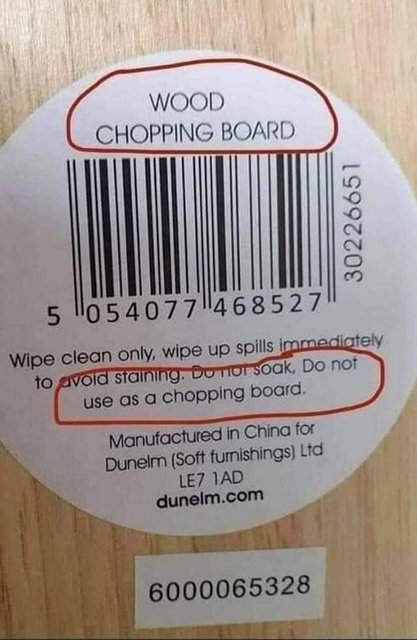 WOOD
CHOPPING BOARD
30226651
5 054077 468527
Wipe clean only, wipe up spills immediately
to avoid staining. Do not soak, Do not
use as a chopping board.
Manufactured in China for
Dunelm (Soft furnishings) Ltd
LE7 1AD
dunelm.com
6000065328